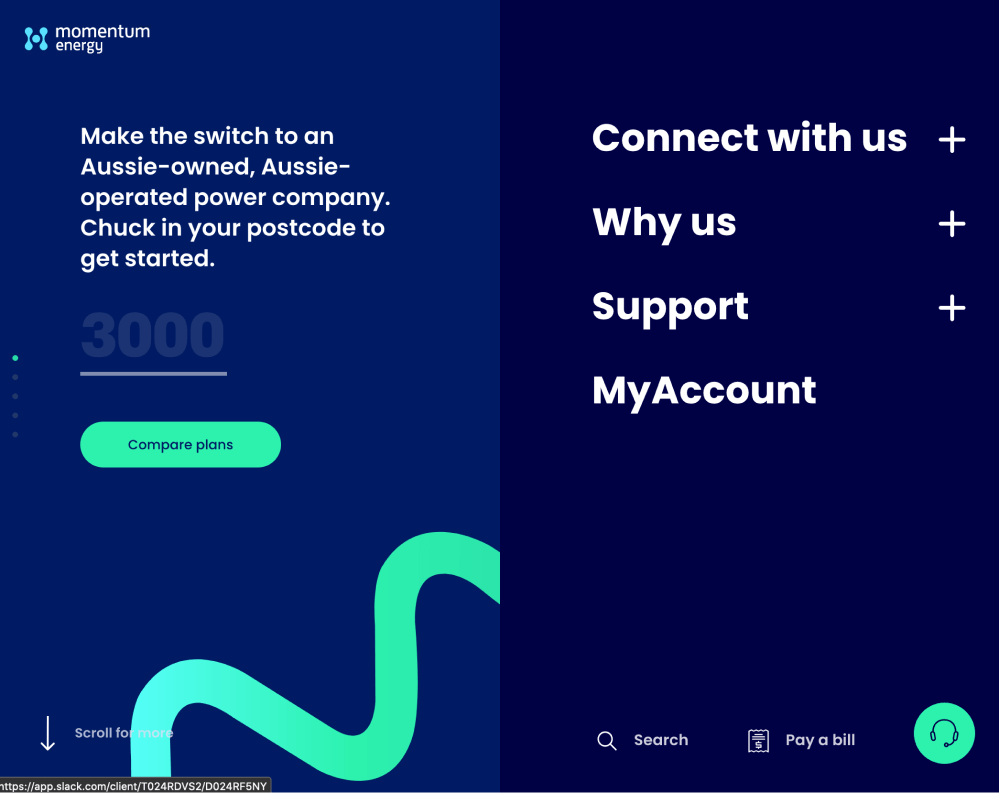 momentum
energy
Make the switch to an
Aussie-owned, Aussie-
operated power company.
Chuck in your postcode to
get started.
3000
Compare plans
Scroll for more
https://app.slack.com/client/T024RDVS2/D024RF5NY
Connect with us
Why us
Support
MyAccount
Search
$
Pay a bill